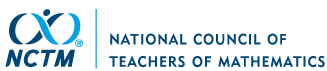 NCTM®
NATIONAL COUNCIL OF
TEACHERS OF MATHEMATICS